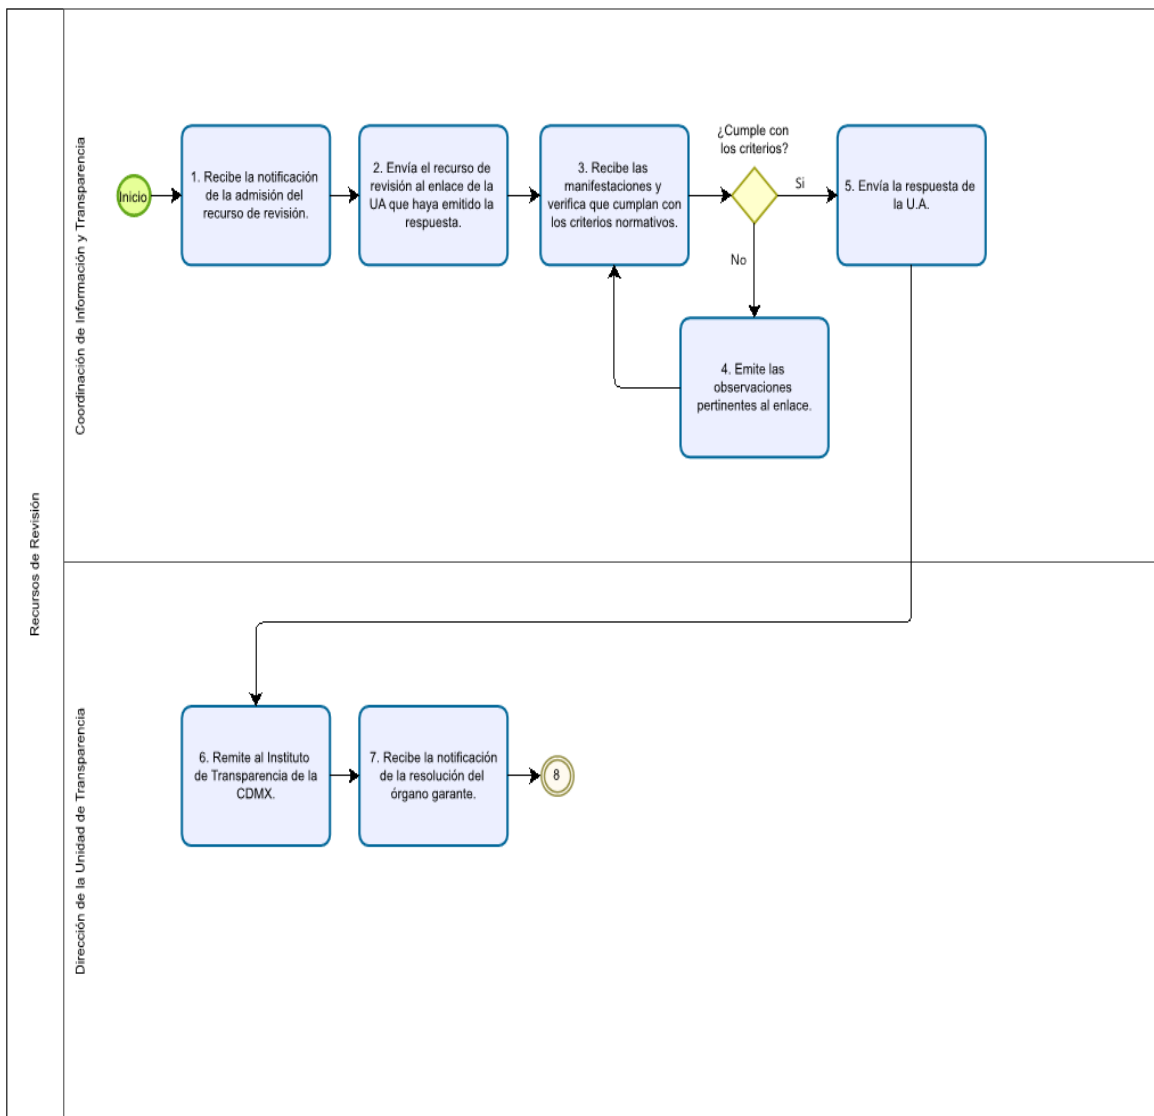 Recursos de Revisión
Coordinación de Información y Transparencia
Inicio
1. Recibe la notificación
de la admisión del
recurso de revisión.
2. Envía el recurso de
revisión al enlace de la
UA que haya emitido la
respuesta.
3. Recibe las
manifestaciones y
verifica que cumplan con
los criterios normativos.
¿Cumple con
los criterios?
Si
No
5. Envía la respuesta de
la U.A.
4. Emite las
observaciones
pertinentes al enlace.
Dirección de la Unidad de Transparencia
6. Remite al Instituto
de Transparencia de la
CDMX.
7. Recibe la notificación
de la resolución del
órgano garante.
8